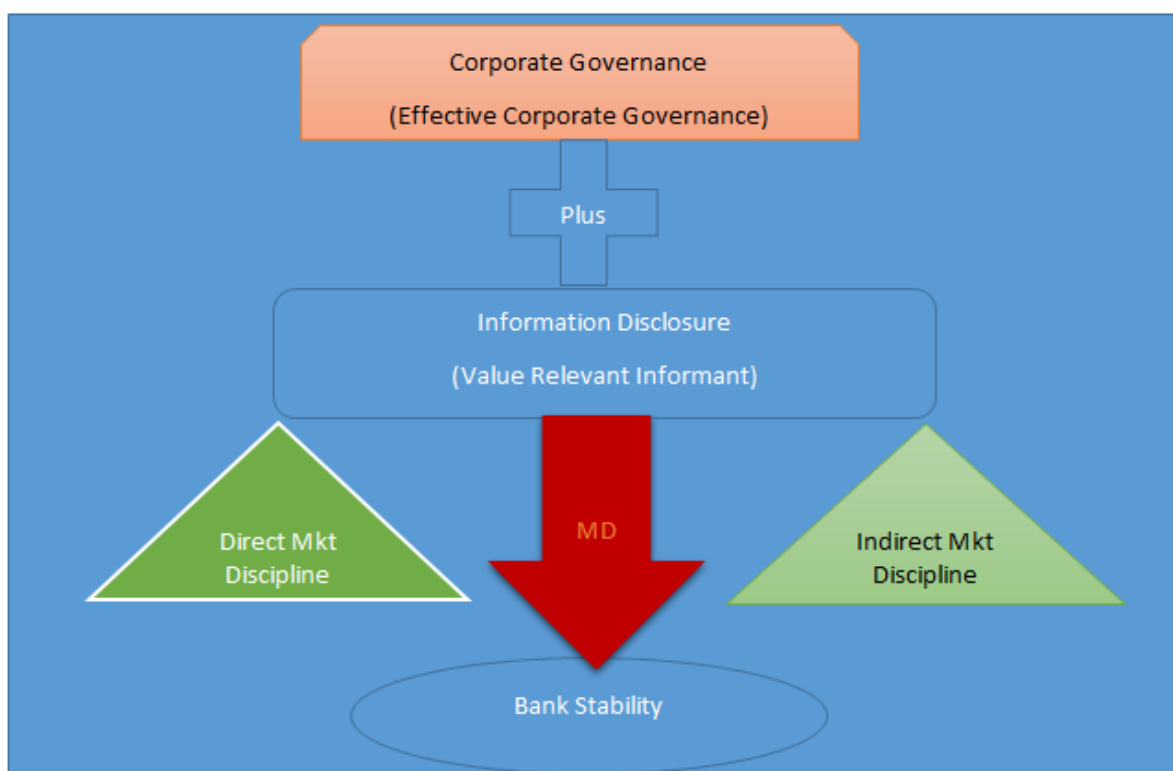 Corporate Governance
(Effective Corporate Governance)
Plus
Information Disclosure
(Value Relevant Informant)
Direct Mkt
Discipline
MD
Indirect Mkt
Discipline
Bank Stability